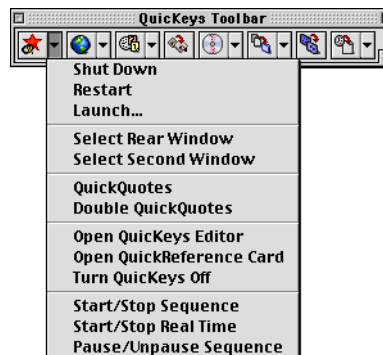 QuicKeys Toolbar
Shut Down
Restart
Launch...
Select Rear Window
Select Second Window
QuickQuotes
Double QuickQuotes
Open QuicKeys Editor
Open QuickReference Card
Turn QuicKeys Off
Start/Stop Sequence
Start/Stop Real Time
Pause/Unpause Sequence